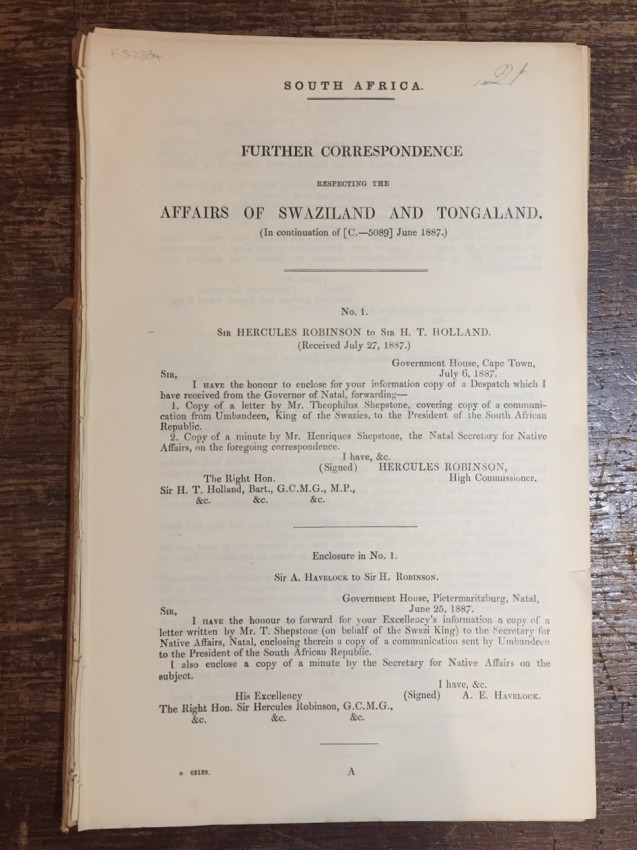 F52334
SOUTH AFRICA.
FURTHER CORRESPONDENCE
RESPECTING THE
AFFAIRS OF SWAZILAND AND TONGALAND.
(In continuation of [C.—5089] June 1887.)
No. 1.
SIR HERCULES ROBINSON to SIR H. T. HOLLAND.
(Received July 27, 1887.)
Government House, Cape Town,
SIR, July 6, 1887.
I HAVE the honour to enclose for your information copy of a Despatch which I
have received from the Governor of Natal, forwarding—
1. Copy of a letter by Mr. Theophilus Shepstone, covering copy of a communi-
cation from Umbandeen, King of the Swazies, to the President of the South African
Republic.
2. Copy of a minute by Mr. Henriques Shepstone, the Natal Secretary for Native
Affairs, on the foregoing correspondence.
I have, &c.
(Signed) HERCULES ROBINSON,
The Right Hon. High Commissioner.
Sir H. T. Holland, Bart., G.C.M.G., M.P.,
&c. &c. &c.
Enclosure in No. 1.
Sir A. HAVELOCK to Sir H. ROBINSON.
Government House, Pietermaritzburg, Natal,
SIR, June 25, 1887.
I HAVE the honour to forward for your Excellency's information a copy of a
letter written by Mr. T. Shepstone (on behalf of the Swazi King) to the Secretary for
Native Affairs, Natal, enclosing therein a copy of a communication sent by Umbandeen
to the President of the South African Republic.
I also enclose a copy of a minute by the Secretary for Native Affairs on the
subject.
I have, &c.
His Excellency (Signed) A. E. HAVELOCK.
The Right Hon. Sir Hercules Robinson, G.C.M.G.,
&c. &c. &c.
63139. A